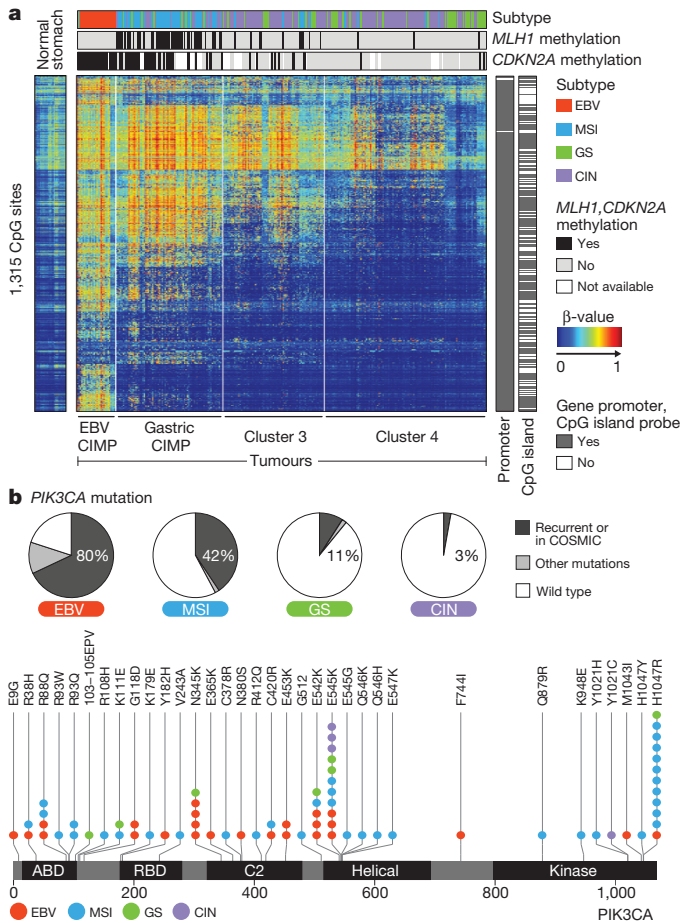 a
Normal
stomach
Subtype
MLH1 methylation
CDKN2A methylation
1,315 CpG sites
Subtype
EBV
MSI
GS
CIN
MLH1,CDKN2A
methylation
Yes
No
Not available
β-value
0 1
Gene promoter,
CpG island probe
Yes
No
EBV
CIMP
Gastric
CIMP
Cluster 3
Cluster 4
Tumours
Promoter
CpG island
b PIK3CA mutation
80%
42%
11%
3%
EBV
MSI
GS
CIN
Recurrent or
in COSMIC
Other mutations
Wild type
E9G
R38H
R88Q
R93W
R93Q
103–105EPV
R108H
K111E
G118D
K179E
Y182H
V243A
N345K
E365K
C378R
N380S
R412Q
C420R
E453K
G512
E542K
E545K
E545G
Q546K
Q546H
E547K
F744I
Q879R
K948E
Y1021H
Y1021C
M1043I
H1047Y
H1047R
ABD RBD C2 Helical Kinase
0 200 400 600 800 1,000
PIK3CA
EBV MSI GS CIN